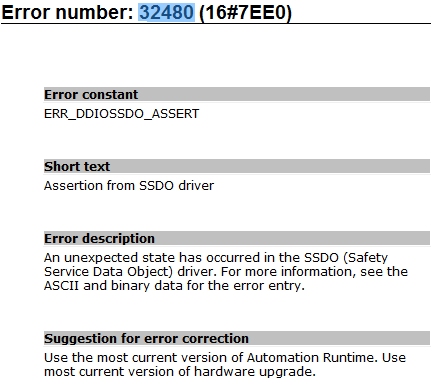 Error number: 32480 (16#7EE0)
Error constant
ERR_DDIOSSDO_ASSERT
Short text
Assertion from SSDO driver
Error description
An unexpected state has occurred in the SSDO (Safety
Service Data Object) driver. For more information, see the
ASCII and binary data for the error entry.
Suggestion for error correction
Use the most current version of Automation Runtime. Use
most current version of hardware upgrade.